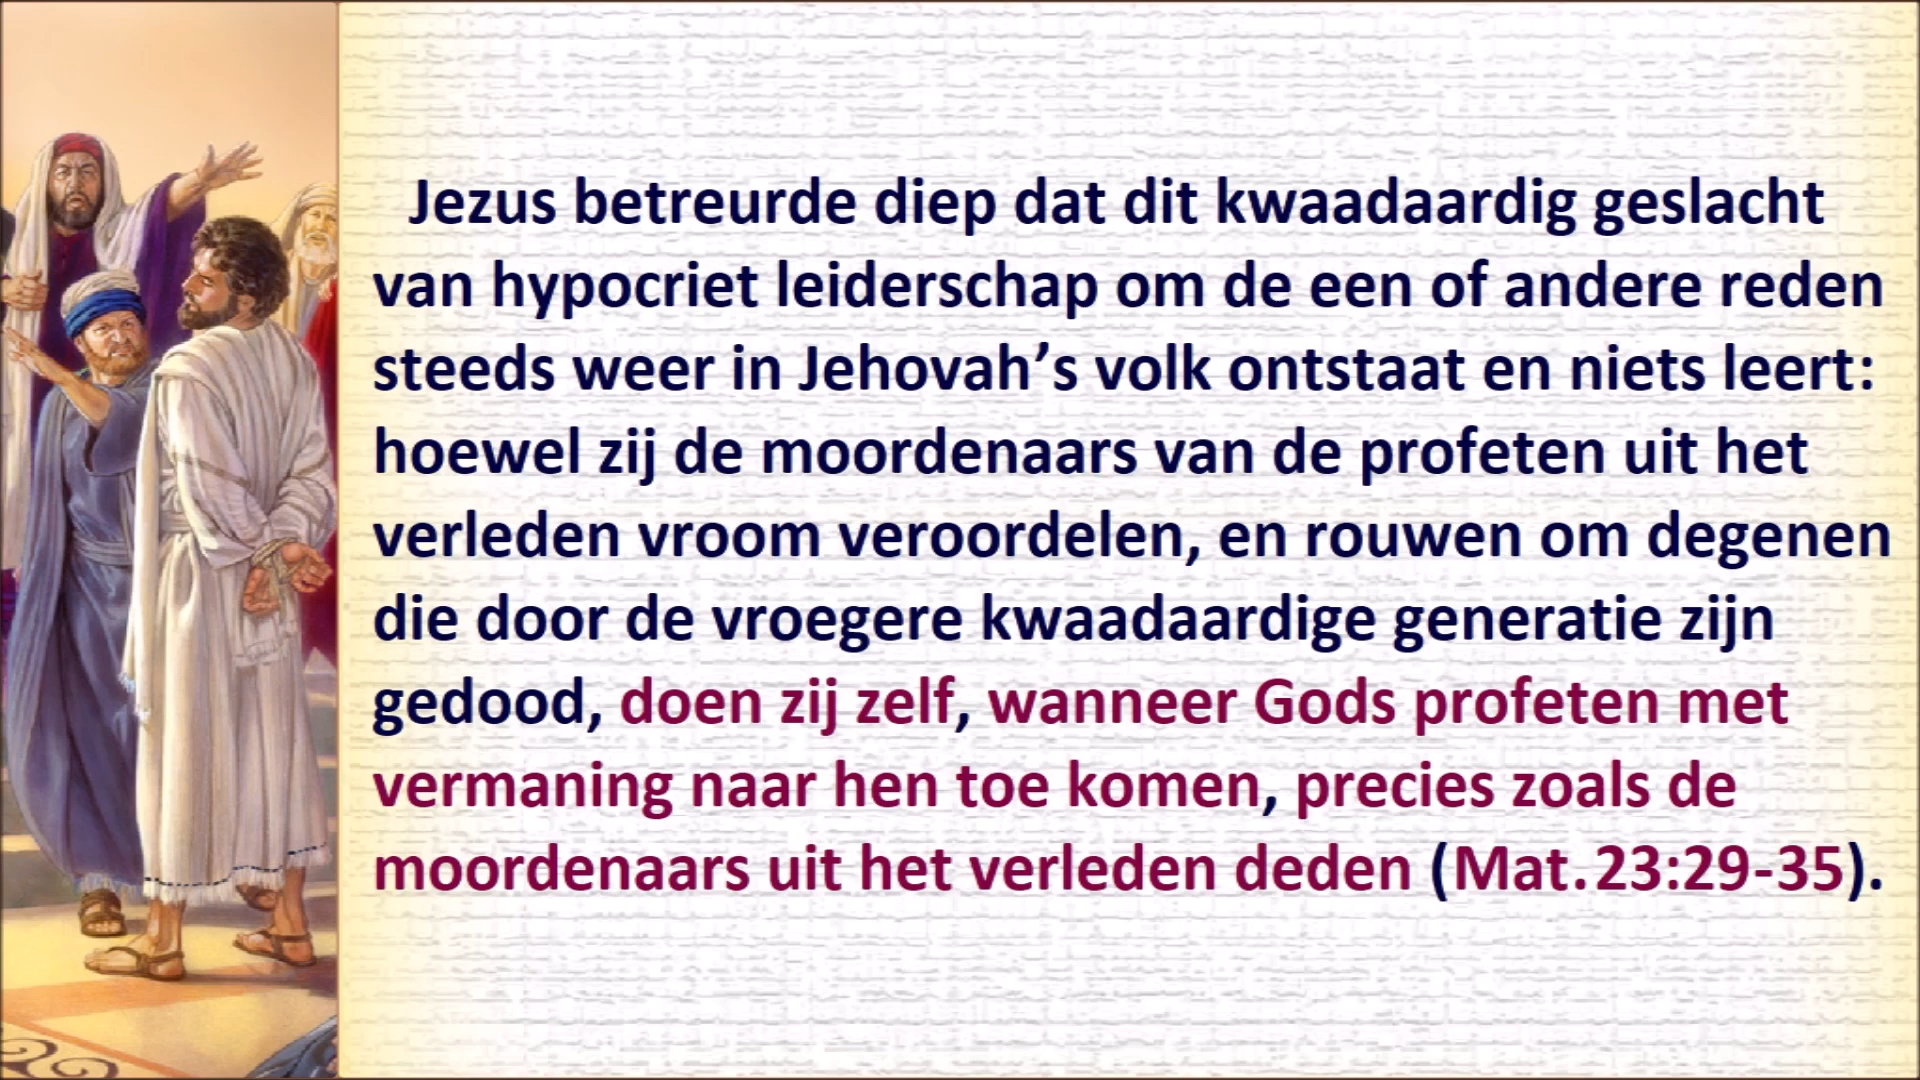 Jezus betreurde diep dat dit kwaadaardig geslacht
van hypocriet leiderschap om de een of andere reden
steeds weer in Jehovah’s volk ontstaat en niets leert:
hoewel zij de moordenaars van de profeten uit het
verleden vroom veroordelen, en rouwen om degenen
die door de vroegere kwaadaardige generatie zijn
gedood, doen zij zelf, wanneer Gods profeten met
vermaning naar hen toe komen, precies zoals de
moordenaars uit het verleden deden (Mat.23:29-35).